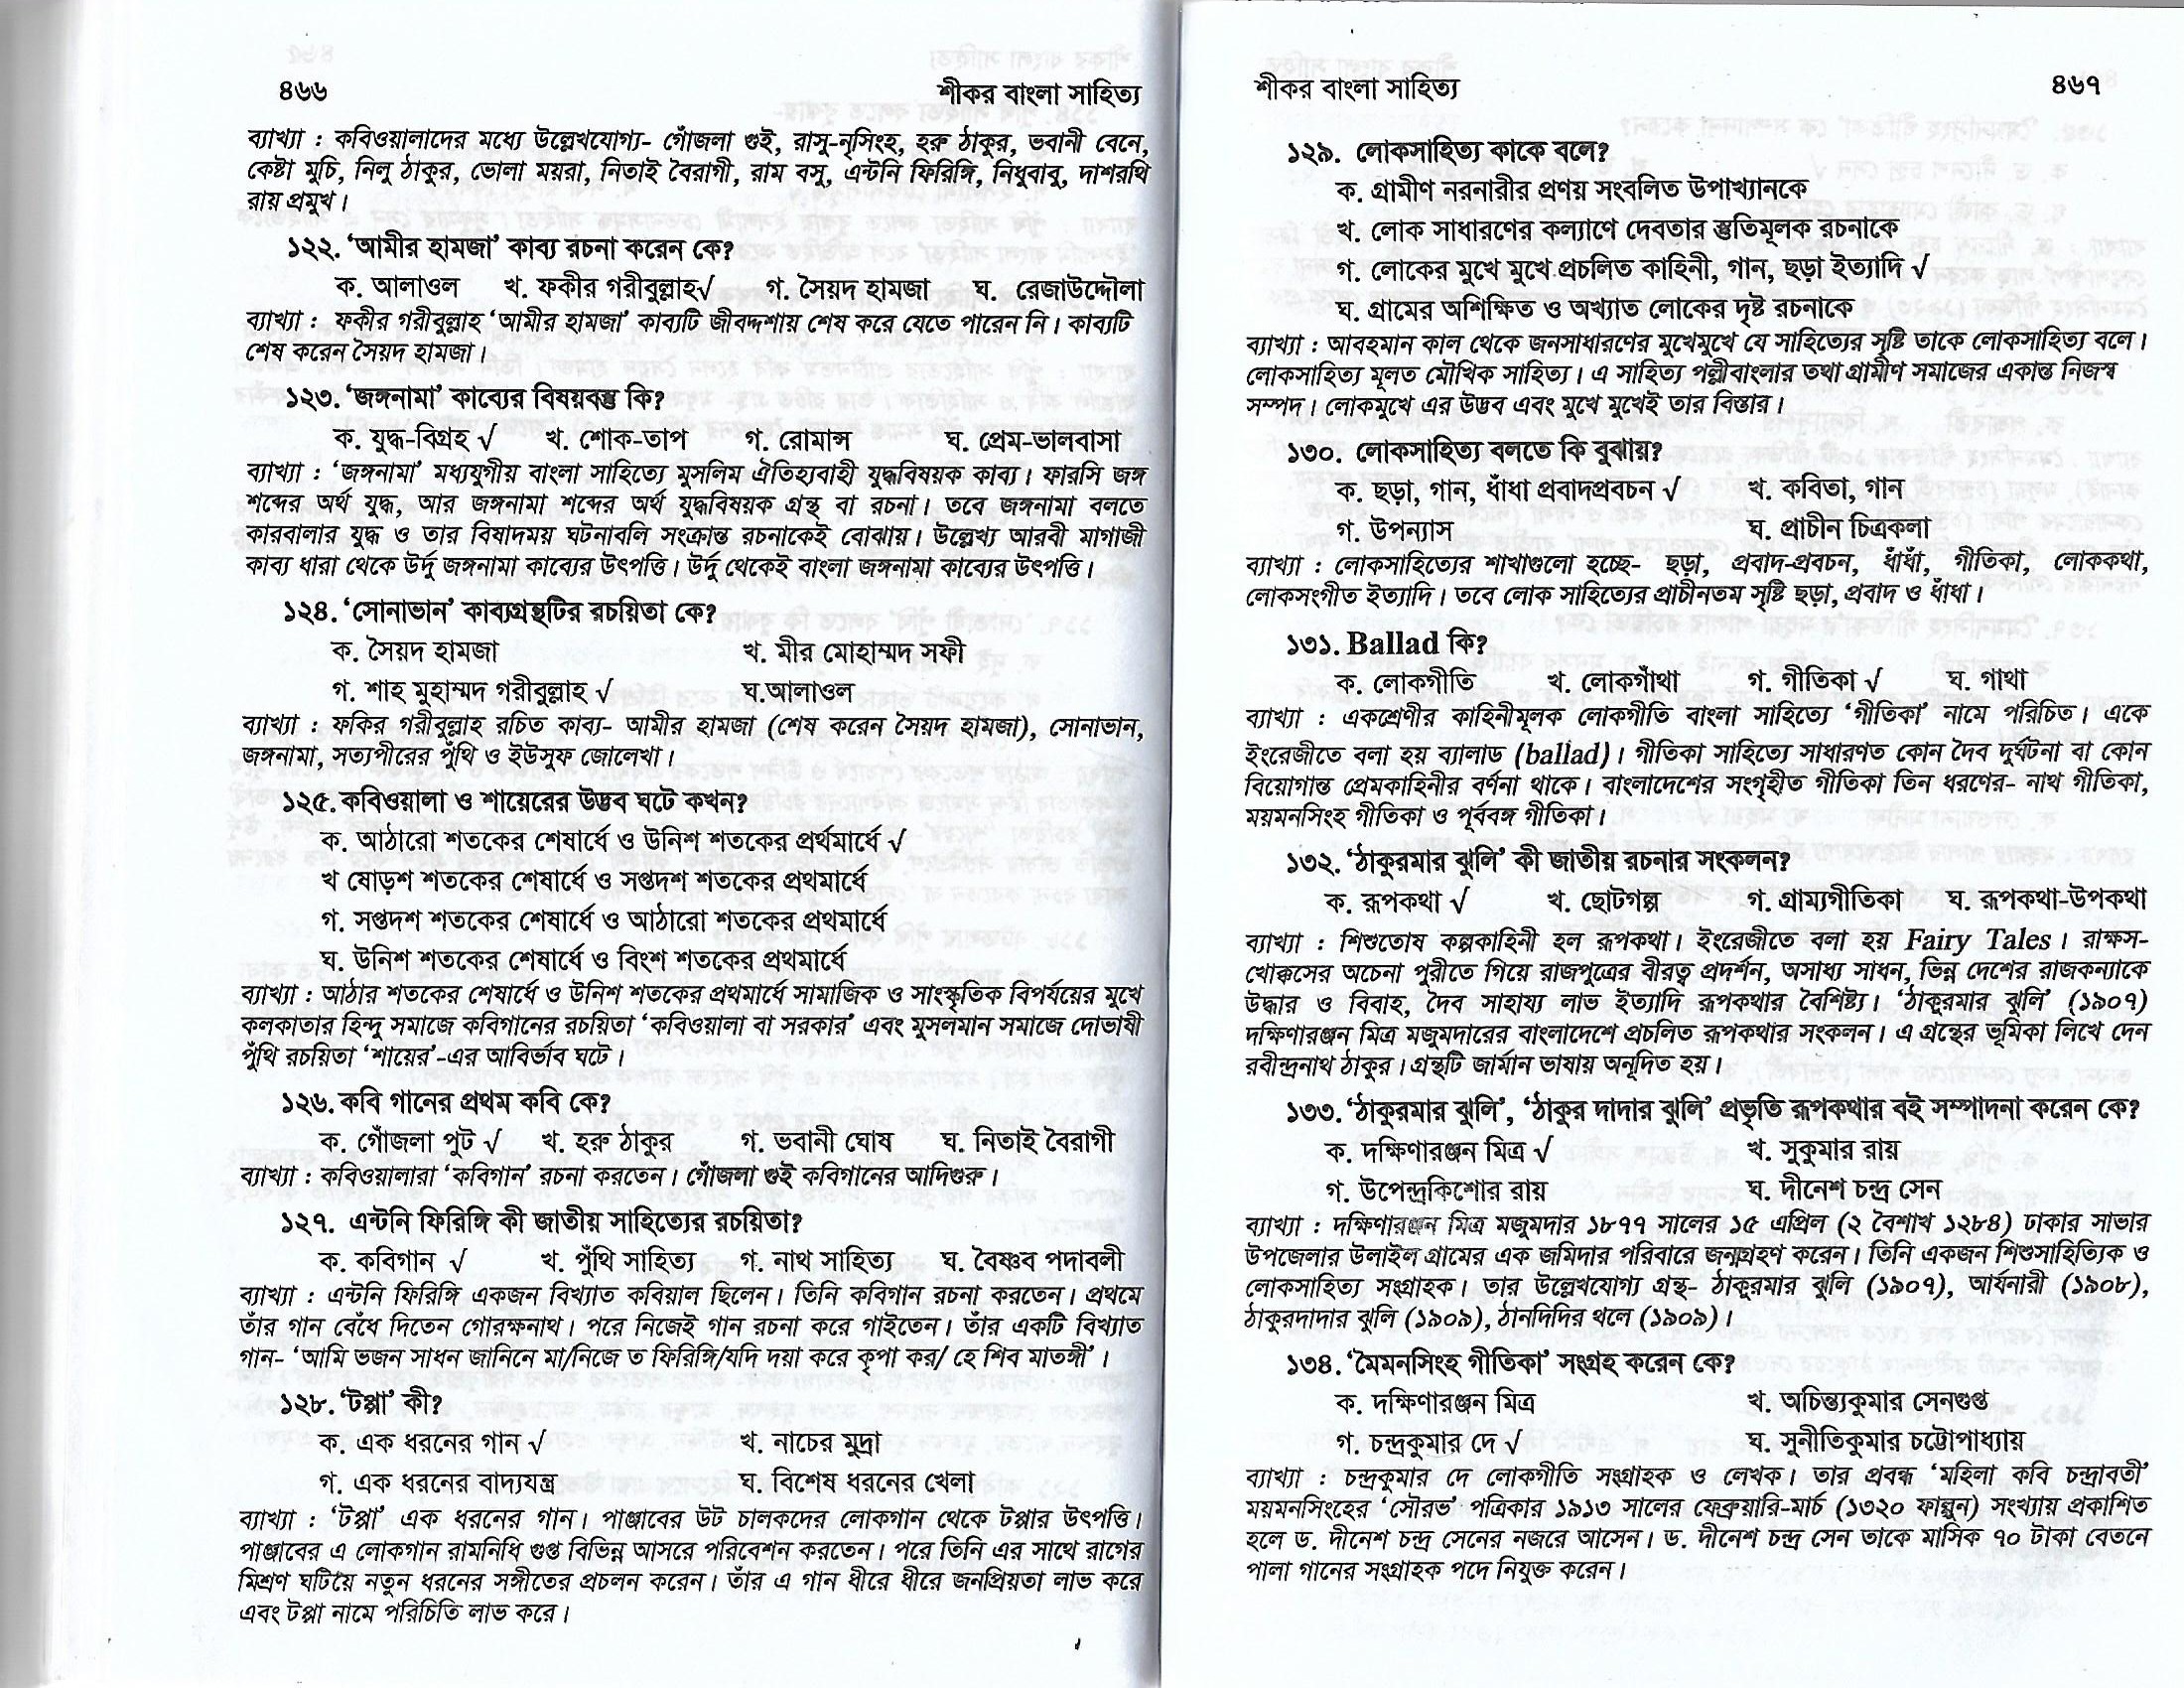 ৪৬৬
শীকর বাংলা সাহিত্য
ব্যাখ্যা : কবিওয়ালাদের মধ্যে উল্লেখযোগ্য- গোঁজলা গুই, রাসু-নৃসিংহ, হরু ঠাকুর, ভবানী বেনে,
কেষ্টা মুচি, নিলু ঠাকুর, ভোলা ময়রা, নিতাই বৈরাগী, রাম বসু, এন্টনি ফিরিঙ্গি, নিধুবাবু, দাশরথি
রায় প্রমুখ।
১২২. ‘আমীর হামজা’ কাব্য রচনা করেন কে?
ক. আলাওল খ. ফকীর গরীবুল্লাহ√ গ. সৈয়দ হামজা ঘ. রেজাউদ্দৌলা
ব্যাখ্যা : ফকীর গরীবুল্লাহ ‘আমীর হামজা’ কাব্যটি জীবদ্দশায় শেষ করে যেতে পারেন নি। কাব্যটি
শেষ করেন সৈয়দ হামজা।
১২৩. ‘জঙ্গনামা’ কাব্যের বিষয়বস্তু কি?
ক. যুদ্ধ-বিগ্রহ √ খ. শোক-তাপ গ. রোমান্স ঘ. প্রেম-ভালবাসা
ব্যাখ্যা : ‘জঙ্গনামা’ মধ্যযুগীয় বাংলা সাহিত্যে মুসলিম ঐতিহ্যবাহী যুদ্ধবিষয়ক কাব্য। ফারসি জঙ্গ
শব্দের অর্থ যুদ্ধ, আর জঙ্গনামা শব্দের অর্থ যুদ্ধবিষয়ক গ্রন্থ বা রচনা। তবে জঙ্গনামা বলতে
কারবালার যুদ্ধ ও তার বিষাদময় ঘটনাবলি সংক্রান্ত রচনাকেই বোঝায়। উল্লেখ্য আরবী মাগাজী
কাব্য ধারা থেকে উর্দু জঙ্গনামা কাব্যের উৎপত্তি। উর্দু থেকেই বাংলা জঙ্গনামা কাব্যের উৎপত্তি।
১২৪. ‘সোনাভান’ কাব্যগ্রন্থটির রচয়িতা কে?
ক. সৈয়দ হামজা খ. মীর মোহাম্মদ সফী
গ. শাহ মুহাম্মদ গরীবুল্লাহ √ ঘ.আলাওল
ব্যাখ্যা : ফকির গরীবুল্লাহ রচিত কাব্য- আমীর হামজা (শেষ করেন সৈয়দ হামজা), সোনাভান,
জঙ্গনামা, সত্যপীরের পুঁথি ও ইউসুফ জোলেখা।
১২৫. কবিওয়ালা ও শায়েরের উদ্ভব ঘটে কখন?
ক. আঠারো শতকের শেষার্ধে ও উনিশ শতকের প্রর্থমার্ধে √
খ ষোড়শ শতকের শেষার্ধে ও সপ্তদশ শতকের প্রথমার্ধে
গ. সপ্তদশ শতকের শেষার্ধে ও আঠারো শতকের প্রথমার্ধে
ঘ. উনিশ শতকের শেষার্ধে ও বিংশ শতকের প্রথমার্ধে
ব্যাখ্যা : আঠার শতকের শেষার্ধে ও উনিশ শতকের প্রথমার্ধে সামাজিক ও সাংস্কৃতিক বিপর্যয়ের মুখে
কলকাতার হিন্দু সমাজে কবিগানের রচয়িতা ‘কবিওয়ালা বা সরকার’ এবং মুসলমান সমাজে দোভাষী
পুঁথি রচয়িতা ‘শায়ের’-এর আবির্ভাব ঘটে।
১২৬. কবি গানের প্রথম কবি কে?
ক. গোঁজলা পুট √ খ. হরু ঠাকুর গ. ভবানী ঘোষ ঘ. নিতাই বৈরাগী
ব্যাখ্যা : কবিওয়ালারা ‘কবিগান’ রচনা করতেন। গোঁজলা গুই কবিগানের আদিগুরু।
১২৭. এন্টনি ফিরিঙ্গি কী জাতীয় সাহিত্যের রচয়িতা?
ক. কবিগান √ খ. পুঁথি সাহিত্য গ. নাথ সাহিত্য ঘ. বৈষ্ণব পদাবলী
ব্যাখ্যা : এন্টনি ফিরিঙ্গি একজন বিখ্যাত কবিয়াল ছিলেন। তিনি কবিগান রচনা করতেন। প্রথমে
তাঁর গান বেঁধে দিতেন গোরক্ষনাথ। পরে নিজেই গান রচনা করে গাইতেন। তাঁর একটি বিখ্যাত
গান- ‘আমি ভজন সাধন জানিনে মা/নিজে ত ফিরিঙ্গি/যদি দয়া করে কৃপা কর/ হে শিব মাতঙ্গী’।
১২৮. ‘টপ্পা’ কী?
ক. এক ধরনের গান √ খ. নাচের মুদ্রা
গ. এক ধরনের বাদ্যযন্ত্র ঘ. বিশেষ ধরনের খেলা
ব্যাখ্যা : ‘টপ্পা’ এক ধরনের গান। পাঞ্জাবের উট চালকদের লোকগান থেকে টপ্পার উৎপত্তি।
পাঞ্জাবের এ লোকগান রামনিধি গুপ্ত বিভিন্ন আসরে পরিবেশন করতেন। পরে তিনি এর সাথে রাগের
মিশ্রণ ঘটিয়ে নতুন ধরনের সঙ্গীতের প্রচলন করেন। তাঁর এ গান ধীরে ধীরে জনপ্রিয়তা লাভ করে
এবং টপ্পা নামে পরিচিতি লাভ করে।
শীকর বাংলা সাহিত্য
৪৬৭
১২৯. লোকসাহিত্য কাকে বলে?
ক. গ্রামীণ নরনারীর প্রণয় সংবলিত উপাখ্যানকে
খ. লোক সাধারণের কল্যাণে দেবতার স্তুতিমূলক রচনাকে
গ. লোকের মুখে মুখে প্রচলিত কাহিনী, গান, ছড়া ইত্যাদি √
ঘ. গ্রামের অশিক্ষিত ও অখ্যাত লোকের দৃষ্ট রচনাকে
ব্যাখ্যা : আবহমান কাল থেকে জনসাধারণের মুখেমুখে যে সাহিত্যের সৃষ্টি তাকে লোকসাহিত্য বলে।
লোকসাহিত্য মূলত মৌখিক সাহিত্য। এ সাহিত্য পল্লীবাংলার তথা গ্রামীণ সমাজের একান্ত নিজস্ব
সম্পদ। লোকমুখে এর উদ্ভব এবং মুখে মুখেই তার বিস্তার।
১৩০. লোকসাহিত্য বলতে কি বুঝায়?
ক. ছড়া, গান, ধাঁধা প্রবাদপ্রবচন √ খ. কবিতা, গান
গ. উপন্যাস ঘ. প্রাচীন চিত্রকলা
ব্যাখ্যা : লোকসাহিত্যের শাখাগুলো হচ্ছে- ছড়া, প্রবাদ-প্রবচন, ধাঁধাঁ, গীতিকা, লোককথা,
লোকসংগীত ইত্যাদি। তবে লোক সাহিত্যের প্রাচীনতম সৃষ্টি ছড়া, প্রবাদ ও ধাঁধা।
১৩১. Ballad কি?
ক. লোকগীতি খ. লোকগাঁথা গ. গীতিকা √ ঘ. গাথা
ব্যাখ্যা : একশ্রেণীর কাহিনীমূলক লোকগীতি বাংলা সাহিত্যে ‘গীতিকা’ নামে পরিচিত। একে
ইংরেজীতে বলা হয় ব্যালাড (ballad)। গীতিকা সাহিত্যে সাধারণত কোন দৈব দুর্ঘটনা বা কোন
বিয়োগান্ত প্রেমকাহিনীর বর্ণনা থাকে। বাংলাদেশের সংগৃহীত গীতিকা তিন ধরণের- নাথ গীতিকা,
ময়মনসিংহ গীতিকা ও পূর্ববঙ্গ গীতিকা।
১৩২. ‘ঠাকুরমার ঝুলি’ কী জাতীয় রচনার সংকলন?
ক. রূপকথা √ খ. ছোটগল্প গ. গ্রাম্যগীতিকা ঘ. রূপকথা-উপকথা
ব্যাখ্যা : শিশুতোষ কল্পকাহিনী হল রূপকথা। ইংরেজীতে বলা হয় Fairy Tales। রাক্ষস-
খোক্কসের অচেনা পুরীতে গিয়ে রাজপুত্রের বীরত্ব প্রদর্শন, অসাধ্য সাধন, ভিন্ন দেশের রাজকন্যাকে
উদ্ধার ও বিবাহ, দৈব সাহায্য লাভ ইত্যাদি রূপকথার বৈশিষ্ট্য। ‘ঠাকুরমার ঝুলি’ (১৯০৭)
দক্ষিণারঞ্জন মিত্র মজুমদারের বাংলাদেশে প্রচলিত রূপকথার সংকলন। এ গ্রন্থের ভূমিকা লিখে দেন
রবীন্দ্রনাথ ঠাকুর। গ্রন্থটি জার্মান ভাষায় অনূদিত হয়।
১৩৩. ‘ঠাকুরমার ঝুলি’, ‘ঠাকুর দাদার ঝুলি’ প্রভৃতি রূপকথার বই সম্পাদনা করেন কে?
ক. দক্ষিণারঞ্জন মিত্র √ খ. সুকুমার রায়
গ. উপেন্দ্রকিশোর রায় ঘ. দীনেশ চন্দ্র সেন
ব্যাখ্যা : দক্ষিণারঞ্জন মিত্র মজুমদার ১৮৭৭ সালের ১৫ এপ্রিল (২ বৈশাখ ১২৮৪) ঢাকার সাভার
উপজেলার উলাইল গ্রামের এক জমিদার পরিবারে জন্মগ্রহণ করেন। তিনি একজন শিশুসাহিত্যিক ও
লোকসাহিত্য সংগ্রাহক। তার উল্লেখযোগ্য গ্রন্থ- ঠাকুরমার ঝুলি (১৯০৭), আর্যনারী (১৯০৮),
ঠাকুরদাদার ঝুলি (১৯০৯), ঠানদিদির থলে (১৯০৯)।
১৩৪. ‘মৈমনসিংহ গীতিকা’ সংগ্রহ করেন কে?
ক. দক্ষিণারঞ্জন মিত্র খ. অচিন্ত্যকুমার সেনগুপ্ত
গ. চন্দ্রকুমার দে √ ঘ. সুনীতিকুমার চট্টোপাধ্যায়
ব্যাখ্যা : চন্দ্রকুমার দে লোকগীতি সংগ্রাহক ও লেখক। তার প্রবন্ধ ‘মহিলা কবি চন্দ্রাবতী’
ময়মনসিংহের ‘সৌরভ’ পত্রিকার ১৯১৩ সালের ফেব্রুয়ারি-মার্চ (১৩২০ ফাল্গুন) সংখ্যায় প্রকাশিত
হলে ড. দীনেশ চন্দ্র সেনের নজরে আসেন। ড. দীনেশ চন্দ্র সেন তাকে মাসিক ৭০ টাকা বেতনে
পালা গানের সংগ্রাহক পদে নিযুক্ত করেন।